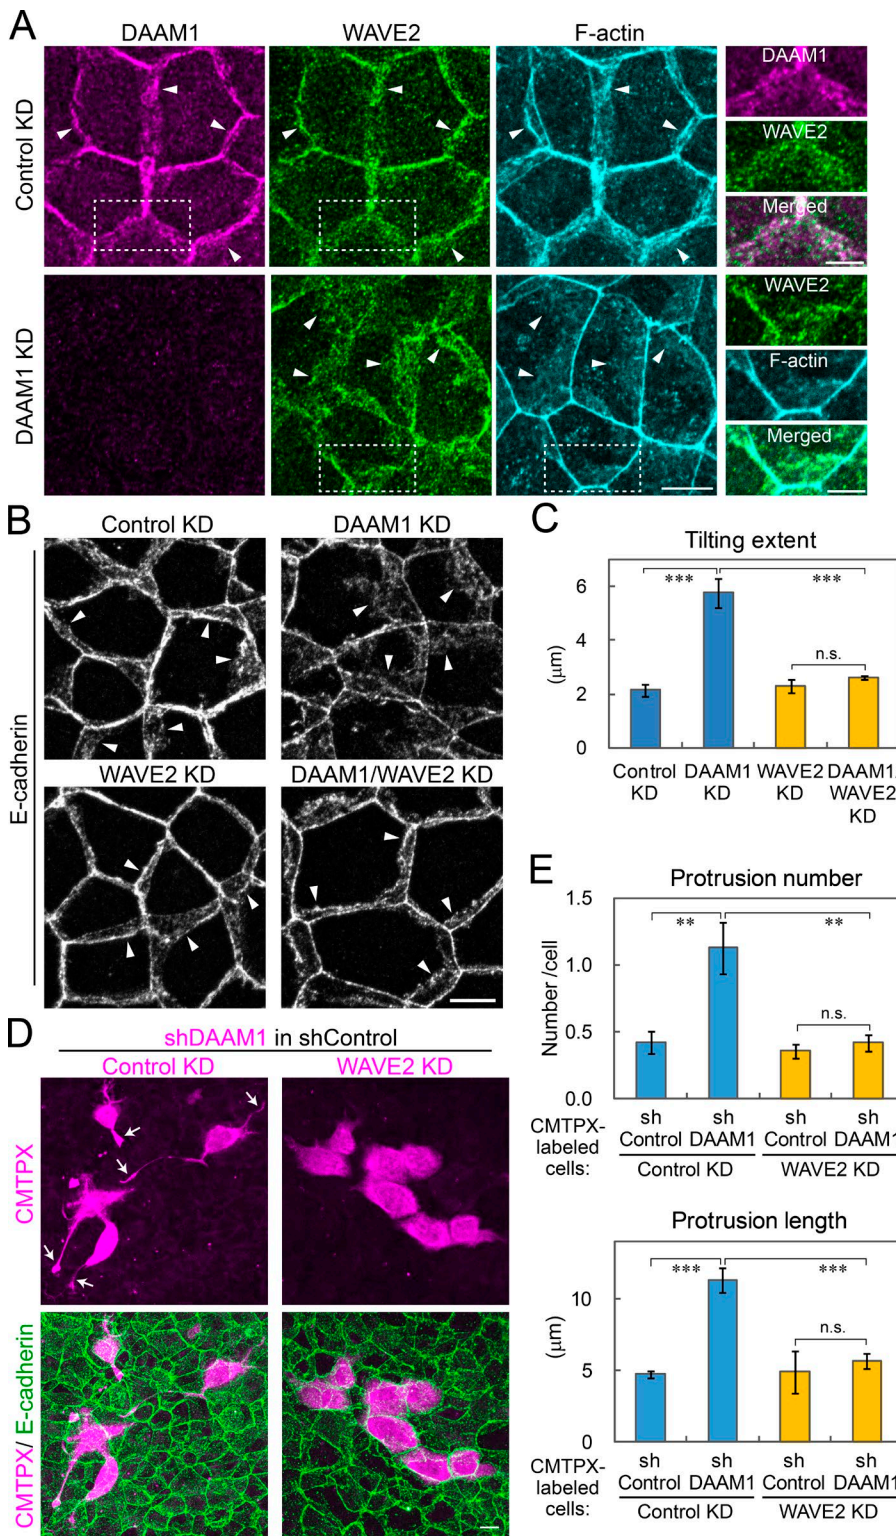 A
DAAM1 WAVE2 F-actin
Control KD
DAAM1
WAVE2
Merged
DAAM1 KD
WAVE2
F-actin
Merged
B
Control KD DAAM1 KD
WAVE2 KD DAAM1/WAVE2 KD
E-cadherin
C
Tilting extent
(μm)
6
4
2
0
***
***
n.s.
Control KD
DAAM1 KD
WAVE2 KD
DAAM1/ WAVE2 KD
D
shDAAM1 in shControl
Control KD WAVE2 KD
CMTPX
CMTPX/ E-cadherin
E
Protrusion number
Number /cell
1.5
1.0
0.5
0.0
**
**
n.s.
CMTPX-labeled cells:
sh Control
sh DAAM1
sh Control
sh DAAM1
Control KD WAVE2 KD
Protrusion length
(μm)
10
5
0
***
***
n.s.
CMTPX-labeled cells:
sh Control
sh DAAM1
sh Control
sh DAAM1
Control KD WAVE2 KD